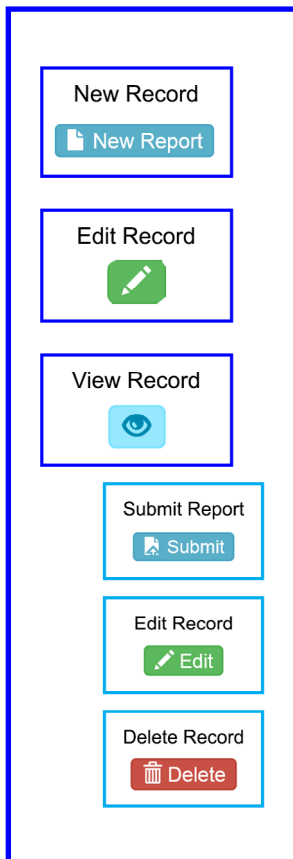 New Record
New Report
Edit Record
View Record
Submit Report
Submit
Edit Record
Edit
Delete Record
Delete